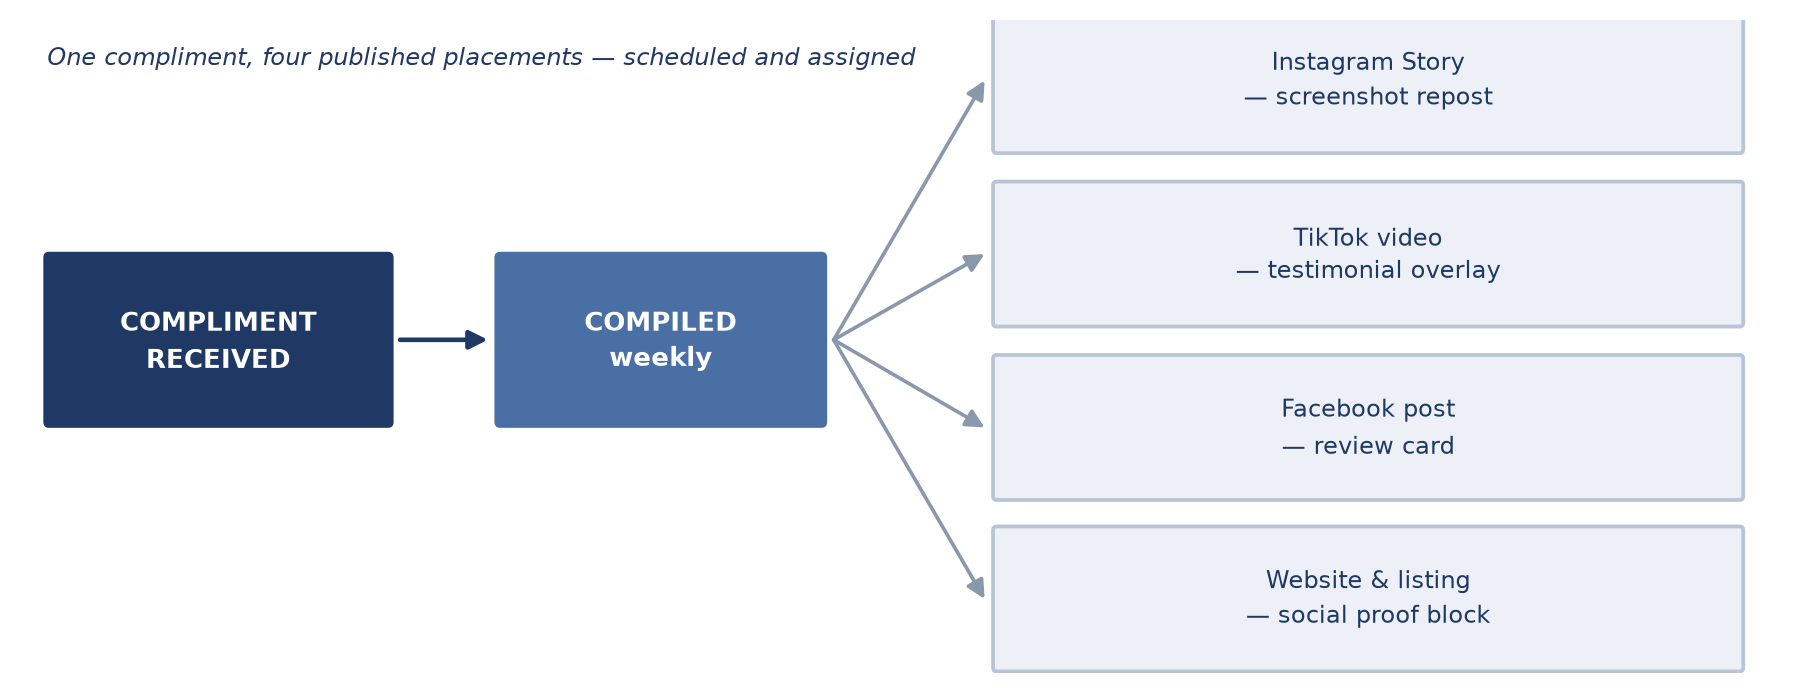 One compliment, four published placements — scheduled and assigned
COMPLIMENT
RECEIVED
COMPILED
weekly
Instagram Story
— screenshot repost
TikTok video
— testimonial overlay
Facebook post
— review card
Website & listing
— social proof block